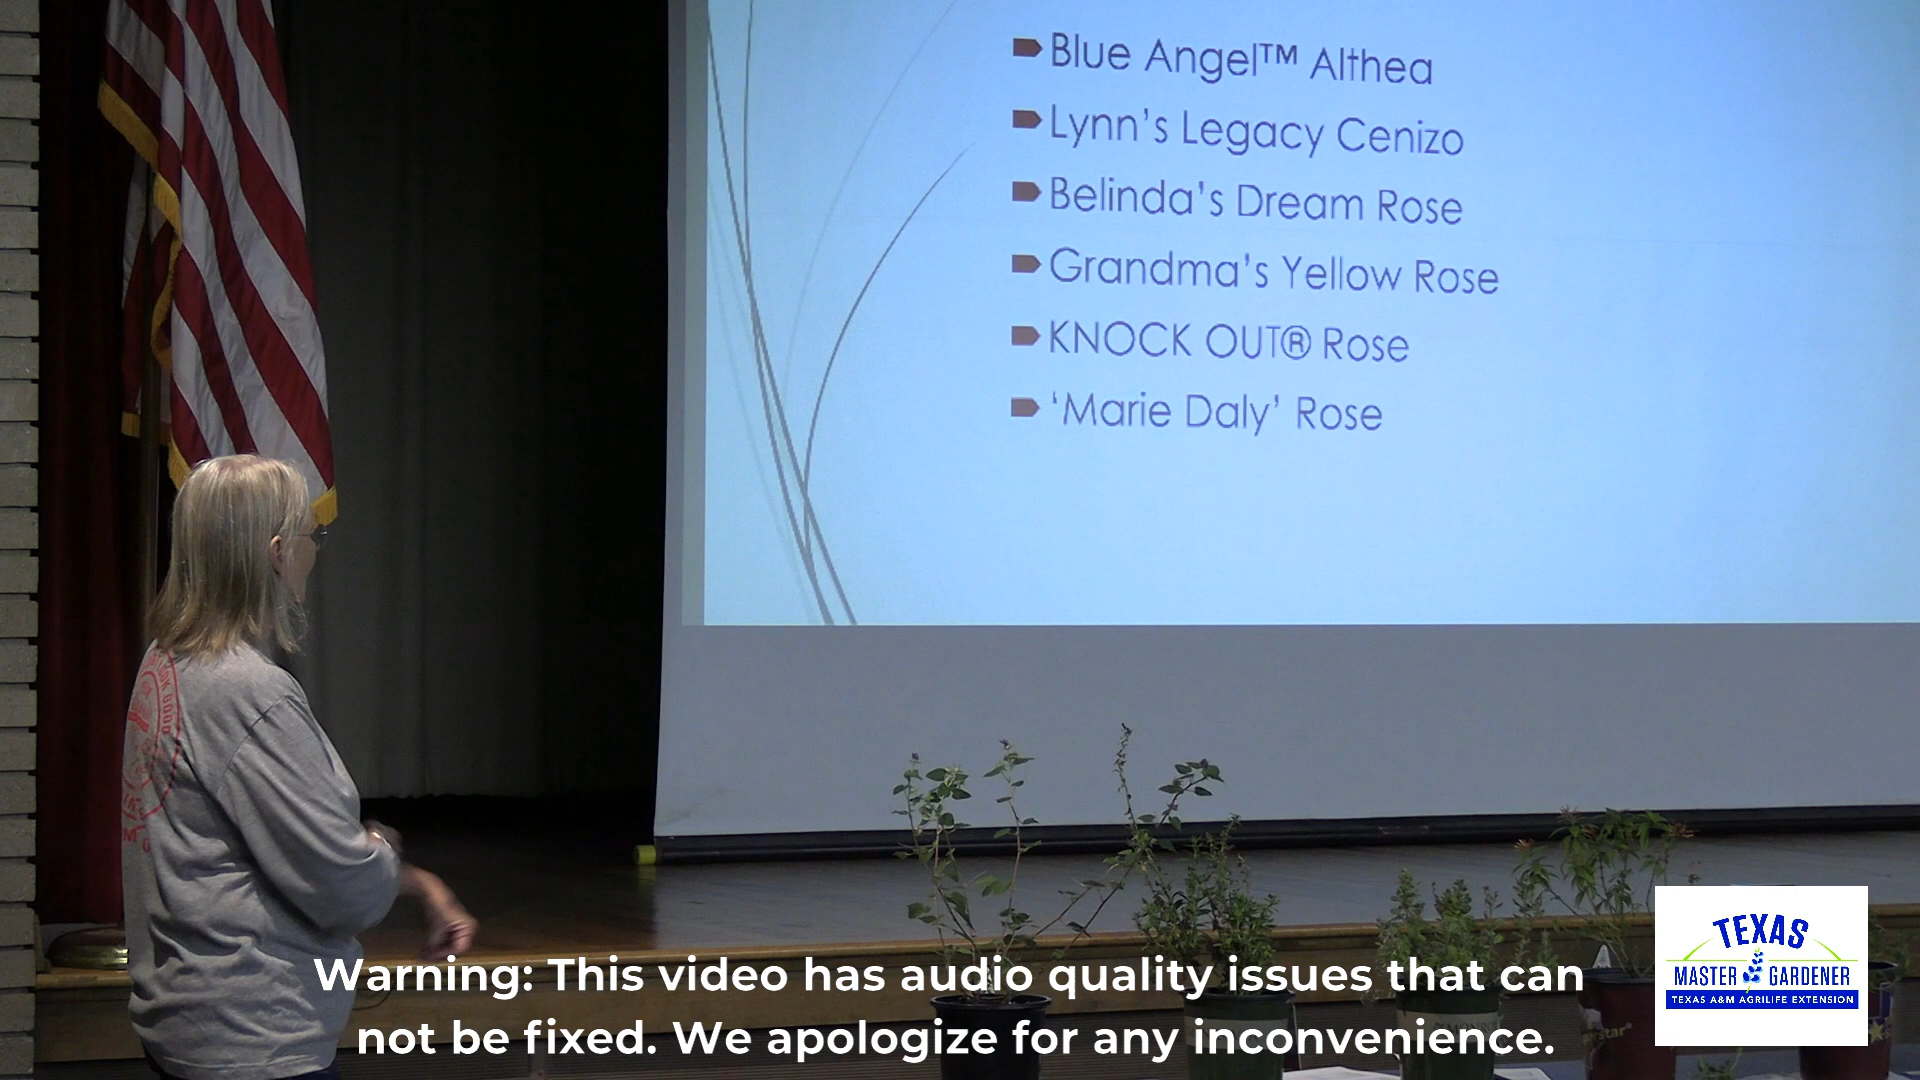 Blue Angel™ Althea
Lynn's Legacy Cenizo
Belinda's Dream Rose
Grandma's Yellow Rose
KNOCK OUT® Rose
‘Marie Daly’ Rose
Warning: This video has audio quality issues that can
not be fixed. We apologize for any inconvenience.
TEXAS
MASTER GARDENER
TEXAS A&M AGRILIFE EXTENSION
star®